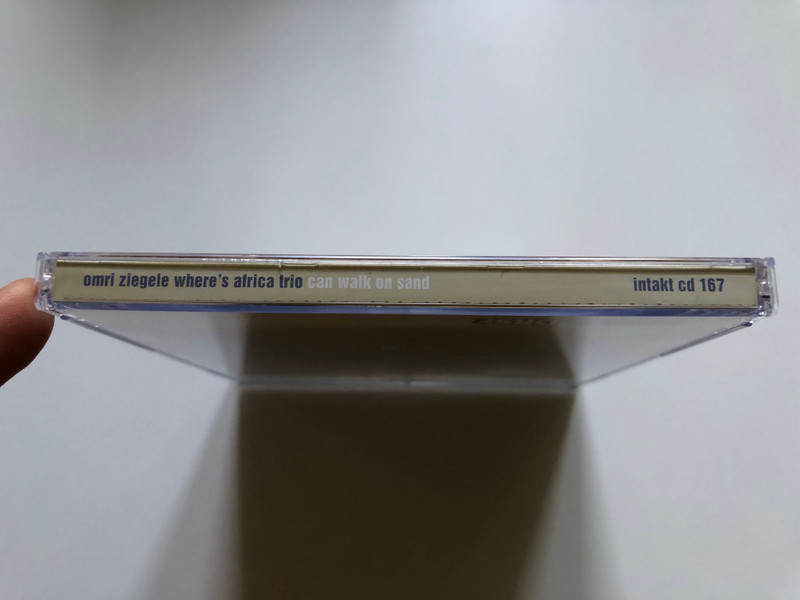 omri ziegele where's africa trio can walk on sand intakt cd 167